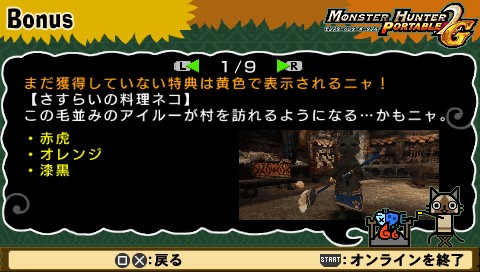 Bonus
MONSTER HUNTER
PORTABLE 2nd G
L 1/9 R
まだ獲得していない特典は黄色で表示されるニャ！
【さすらいの料理ネコ】
この毛並みのアイルーが村を訪れるようになる…かもニャ。
・赤虎
・オレンジ
・漆黒
:戻る
START:オンラインを終了